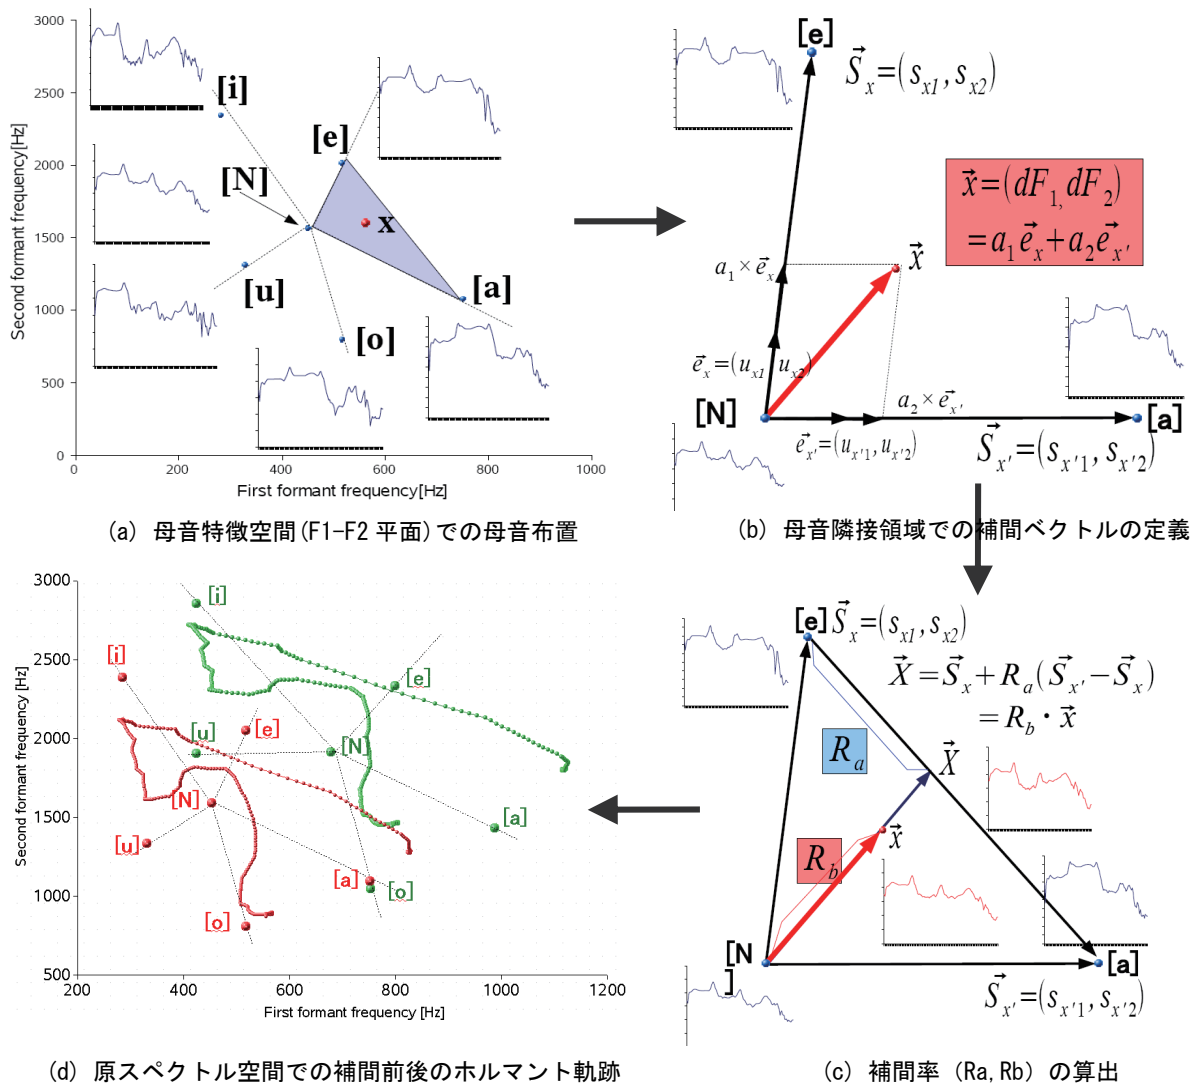 3000
2500
2000
1500
1000
500
0
Second formant frequency[Hz]
[i]
[e]
[N]
x
[u]
[a]
[o]
0
200
400
600
800
1000
First formant frequency[Hz]
(a) 母音特徴空間(F1-F2 平面)での母音布置
[e]
S⃗x=(sx1, sx2)
x⃗=(dF1, dF2)
=a1 e⃗x+a2 e⃗x'
x⃗
a1×e⃗x
e⃗x=(ux1, ux2)
[N]
a2×e⃗x'
[a]
e⃗x'=(ux'1, ux'2)
S⃗x'=(sx'1, sx'2)
(b) 母音隣接領域での補間ベクトルの定義
3000
2500
2000
1500
1000
500
Second formant frequency [Hz]
[i]
[i]
[e]
[e]
[u]
[N]
[N]
[u]
[a]
[a]
[o]
[o]
200
400
600
800
1000
1200
First formant frequency [Hz]
(d) 原スペクトル空間での補間前後のホルマント軌跡
[e]
S⃗x=(sx1, sx2)
X⃗=S⃗x+Ra(S⃗x'−S⃗x)
=Rb・x⃗
Ra
X⃗
x⃗
Rb
[N
]
[a]
S⃗x'=(sx'1, sx'2)
(c) 補間率 (Ra, Rb) の算出